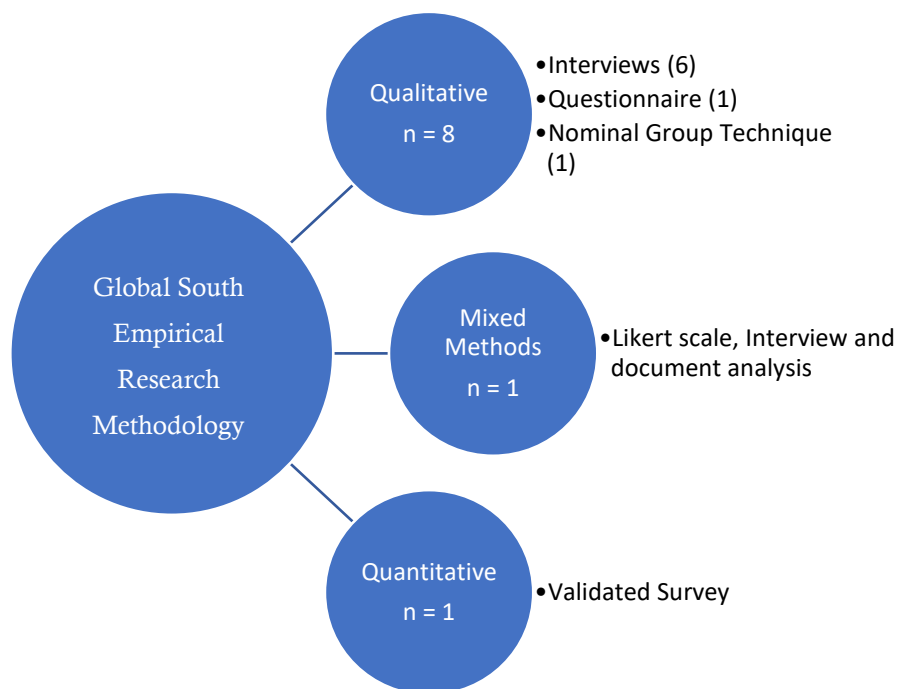 Global South
Empirical
Research
Methodology
Qualitative
n = 8
•Interviews (6)
•Questionnaire (1)
•Nominal Group Technique
(1)
Mixed
Methods
n = 1
•Likert scale, Interview and
document analysis
Quantitative
n = 1
•Validated Survey